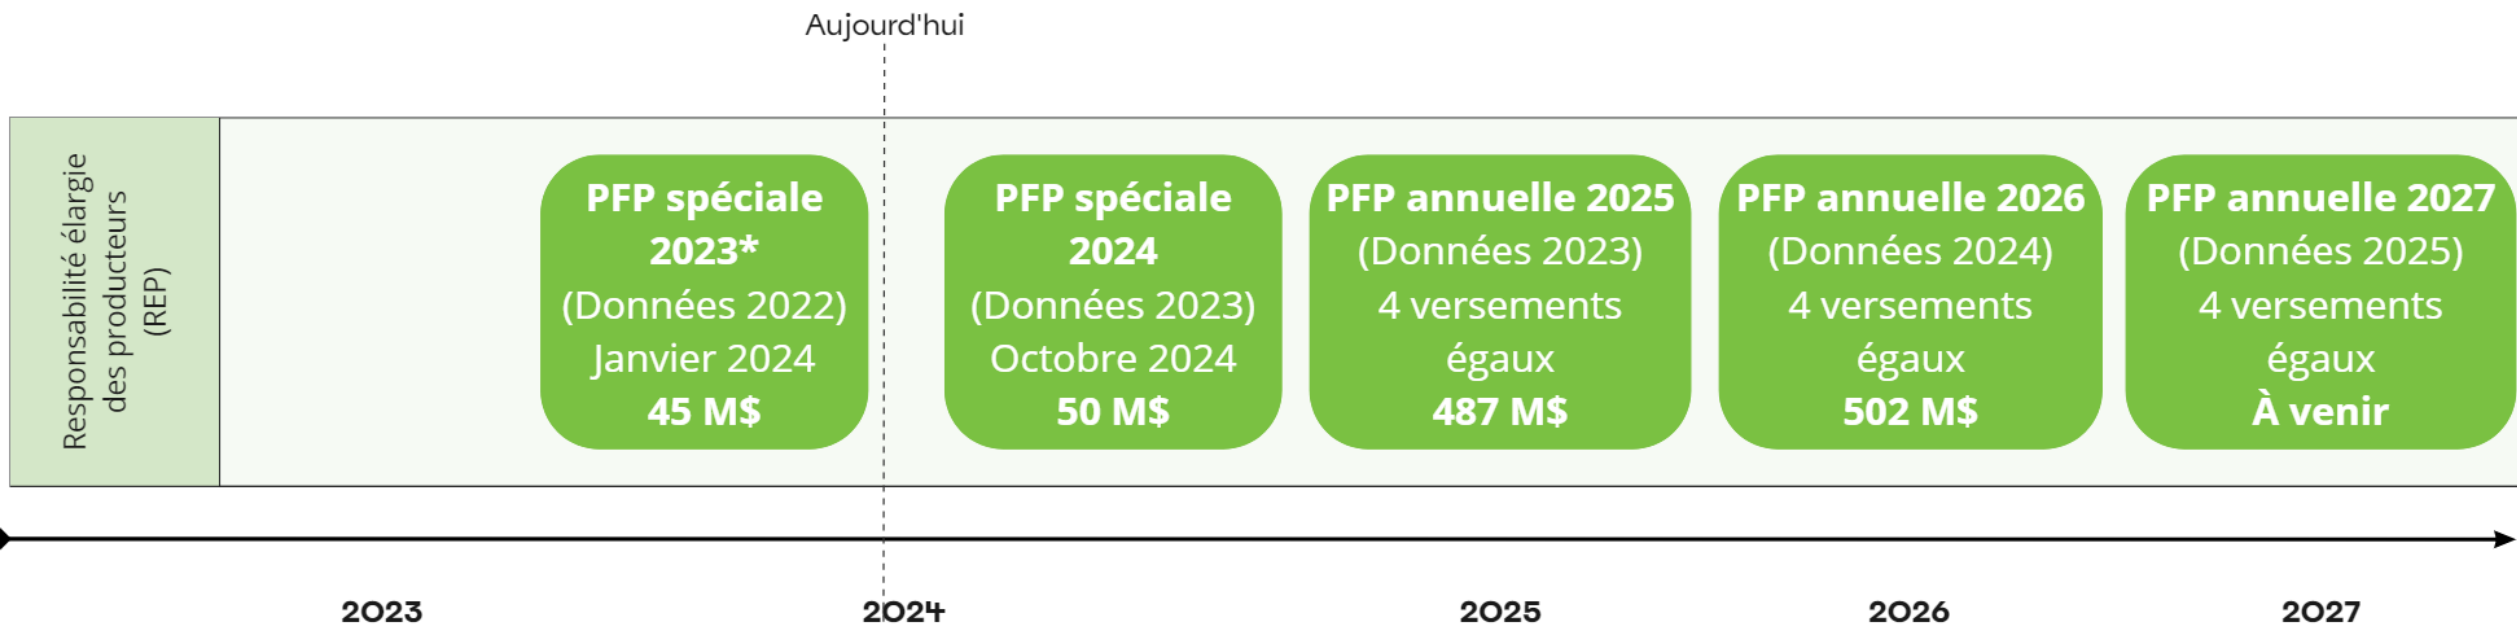 Aujourd'hui
Responsabilité élargie
des producteurs
(REP)
PFP spéciale
2023*
(Données 2022)
Janvier 2024
45 M$
PFP spéciale
2024
(Données 2023)
Octobre 2024
50 M$
PFP annuelle 2025
(Données 2023)
4 versements
égaux
487 M$
PFP annuelle 2026
(Données 2024)
4 versements
égaux
502 M$
PFP annuelle 2027
(Données 2025)
4 versements
égaux
À venir
2023
2024
2025
2026
2027